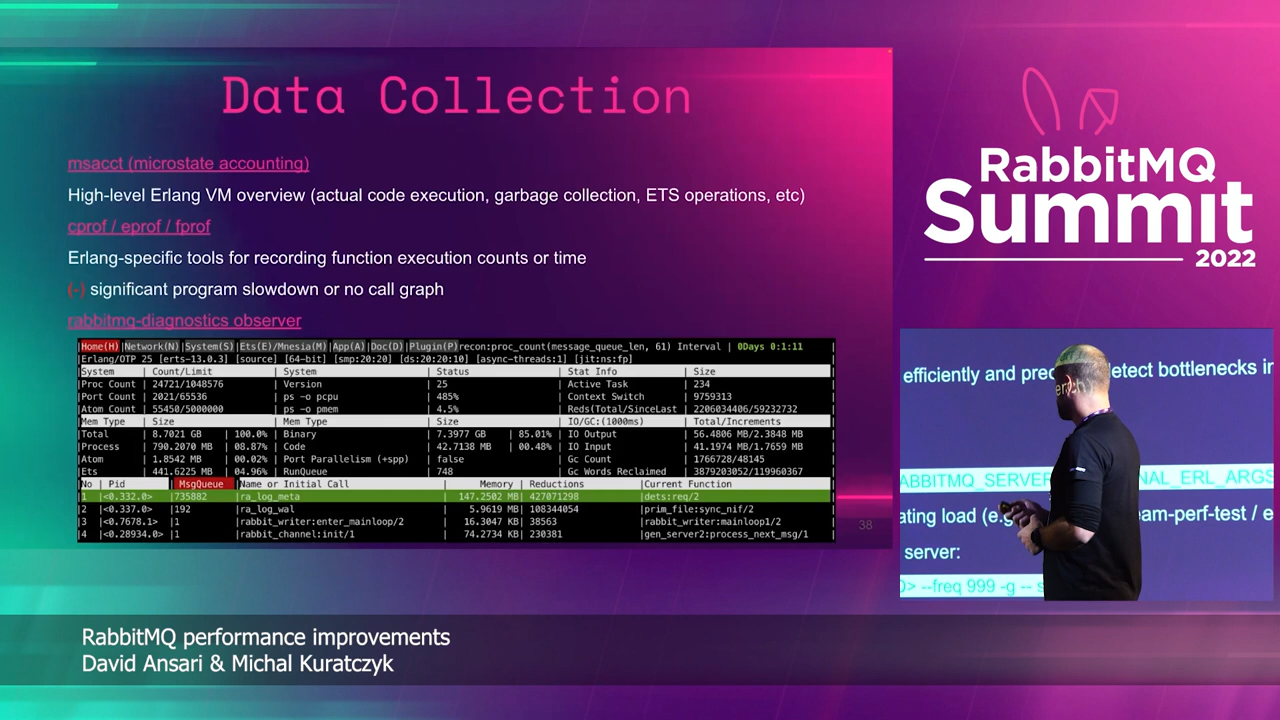 Data Collection
msacct (microstate accounting)
High-level Erlang VM overview (actual code execution, garbage collection, ETS operations, etc)
cprof / eprof / fprof
Erlang-specific tools for recording function execution counts or time
(-) significant program slowdown or no call graph
rabbitmq-diagnostics observer
|Home(H)|Network(N)|System(S)|Ets(E)/Mnesia(M)|App(A)|Doc(D)|Plugin(P)recon:proc_count(message_queue_len, 61) Interval | 0Days 0:1:11
|Erlang/OTP 25 [erts-13.0.3] [source] [64-bit] [smp:20:20] [ds:20:20:10] [async-threads:1] [jit:ns:fp]
|System | Count/Limit | System | Status | Stat Info | Size
|Proc Count | 24721/1048576 | Version | 25 | Active Task | 234
|Port Count | 2021/65536 | ps -o pcpu | 485% | Context Switch | 9759313
|Atom Count | 55450/5000000 | ps -o pmem | 4.5% | Reds(Total/SinceLast | 2206034406/59232732
|Mem Type | Size | Mem Type | Size | IO/GC:(1000ms) | Total/Increments
|Total | 8.7021 GB | 100.0% | Binary | 7.3977 GB | 85.01% | IO Output | 56.4806 MB/2.3848 MB
|Process | 790.2070 MB | 08.87% | Code | 42.7138 MB | 00.48% | IO Input | 41.1974 MB/1.7659 MB
|Atom | 1.8542 MB | 00.02% | Port Parallelism (+spp) | false | Gc Count | 1766728/48145
|Ets | 441.6225 MB | 04.96% | RunQueue | 748 | Gc Words Reclaimed | 3879203052/119960367
|No | Pid | MsgQueue |Name or Initial Call | Memory | Reductions |Current Function
|1 |<0.332.0> |735882 |ra_log_meta | 147.2502 MB| 427071298 |dets:req/2
|2 |<0.337.0> |192 |ra_log_wal | 5.9619 MB| 108344054 |prim_file:sync_nif/2
|3 |<0.7678.1> |1 |rabbit_writer:enter_mainloop/2 | 16.3047 KB| 38563 |rabbit_writer:mainloop1/2
|4 |<0.28934.0> |1 |rabbit_channel:init/1 | 74.2734 KB| 230381 |gen_server2:process_next_msg/1
38
RabbitMQ
Summit
2022
efficiently and detect bottlenecks in
ABBITMQ_SERVER NAL_ERL_ARGS
ating load (e.g. eam-perf-test / e
server:
D> --freq 999 -g -- s
RabbitMQ performance improvements
David Ansari & Michal Kuratczyk